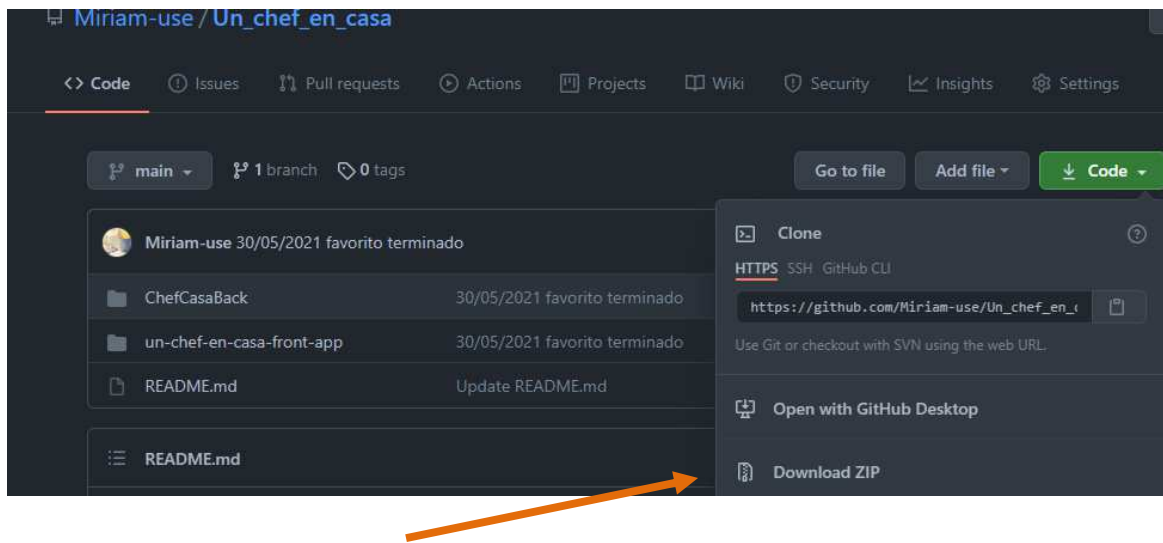 Miriam-use / Un_chef_en_casa
Code Issues Pull requests Actions Projects Wiki Security Insights Settings
main 1 branch 0 tags Go to file Add file Code
Miriam-use 30/05/2021 favorito terminado
ChefCasaBack 30/05/2021 favorito terminado
un-chef-en-casa-front-app 30/05/2021 favorito terminado
README.md Update README.md
README.md
Clone
HTTPS SSH GitHub CLI
https://github.com/Miriam-use/Un_chef_en_c
Use Git or checkout with SVN using the web URL.
Open with GitHub Desktop
Download ZIP